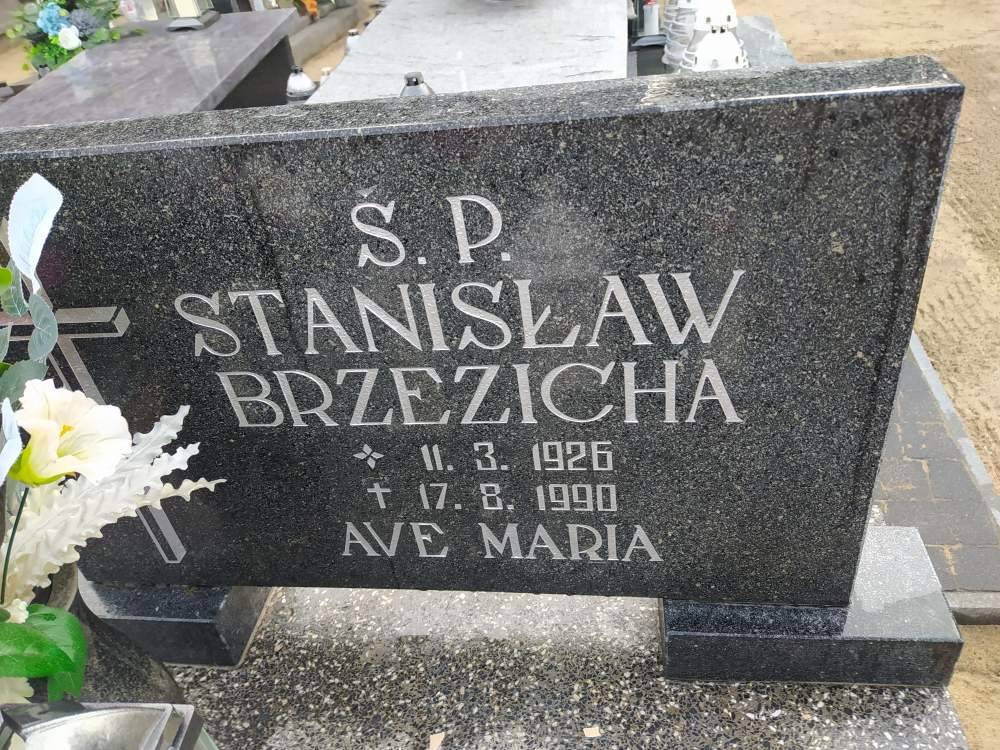 Ś. P.
STANISŁAW
BRZEZICHA
11. 3. 1926
✝ 17. 8. 1990
AVE MARIA